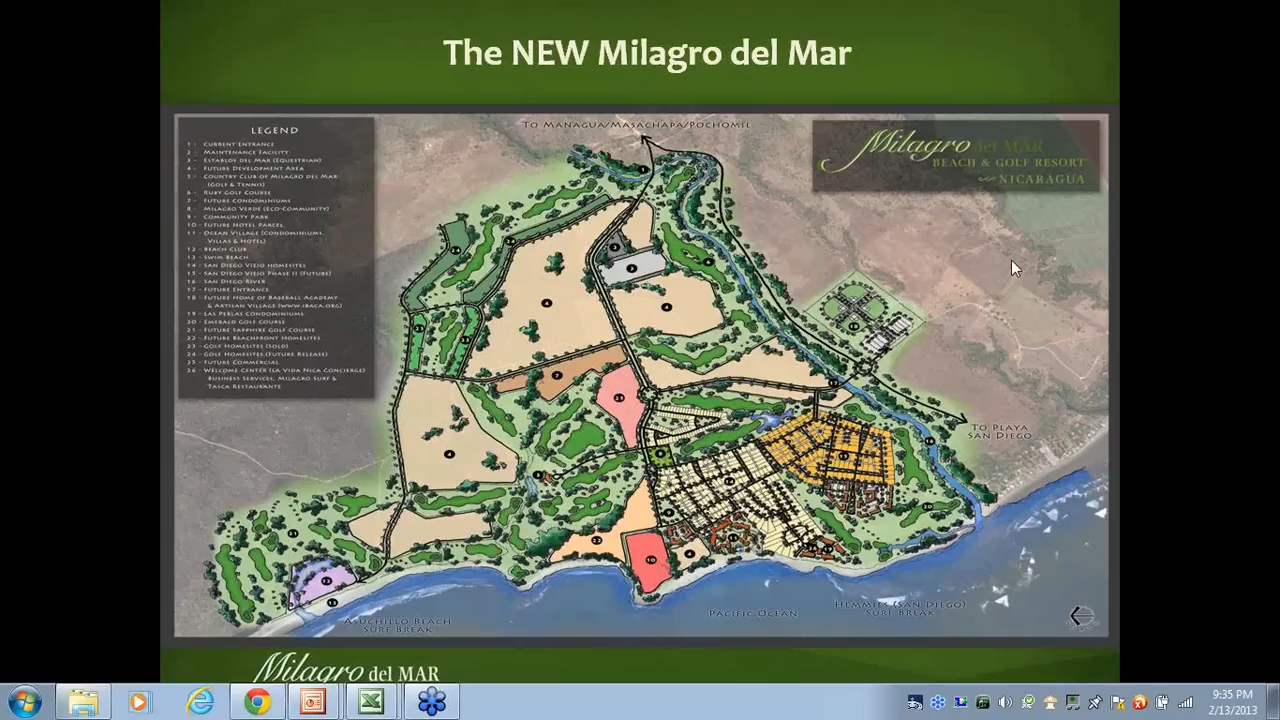 The NEW Milagro del Mar
TO MANAGUA/MASACHAPA/POCHOMIL
LEGEND
1 - CURRENT ENTRANCE
2 - MAINTENANCE FACILITY
3 - ESTABLOS DEL MAR (EQUESTRIAN)
4 - FUTURE DEVELOPMENT AREA
5 - COUNTRY CLUB OF MILAGRO DEL MAR
(GOLF & TENNIS)
6 - RUBY GOLF COURSE
7 - FUTURE CONDOMINIUMS
8 - MILAGRO VERDE (ECO-COMMUNITY)
9 - COMMUNITY PARK
10 - FUTURE HOTEL PARCEL
11 - OCEAN VILLAGE (CONDOMINIUMS,
VILLAS & HOTEL)
12 - BEACH CLUB
13 - SWIM BEACH
14 - SAN DIEGO VIEJO HOMESITES
15 - SAN DIEGO VIEJO PHASE II (FUTURE)
16 - SAN DIEGO RIVER
17 - FUTURE ENTRANCE
18 - FUTURE HOME OF BASEBALL ACADEMY
& ARTISAN VILLAGE (WWW.IBACA.ORG)
19 - LAS PERLAS CONDOMINIUMS
20 - EMERALD GOLF COURSE
21 - FUTURE SAPPHIRE GOLF COURSE
22 - FUTURE BEACHFRONT HOMESITES
23 - GOLF HOMESITES (SOLD)
24 - GOLF HOMESITES (FUTURE RELEASE)
25 - FUTURE COMMERCIAL
26 - WELCOME CENTER (LA VIDA NICA CONCIERGE)
BUSINESS SERVICES, MILAGRO SURF &
TASCA RESTAURANTE
Milagro del MAR
BEACH & GOLF RESORT
NICARAGUA
TO PLAYA
SAN DIEGO
ASUCHILLO BEACH
SURF BREAK
PACIFIC OCEAN
HEMMIES (SAN DIEGO)
SURF BREAK
Milagro del MAR
9:35 PM
2/13/2013